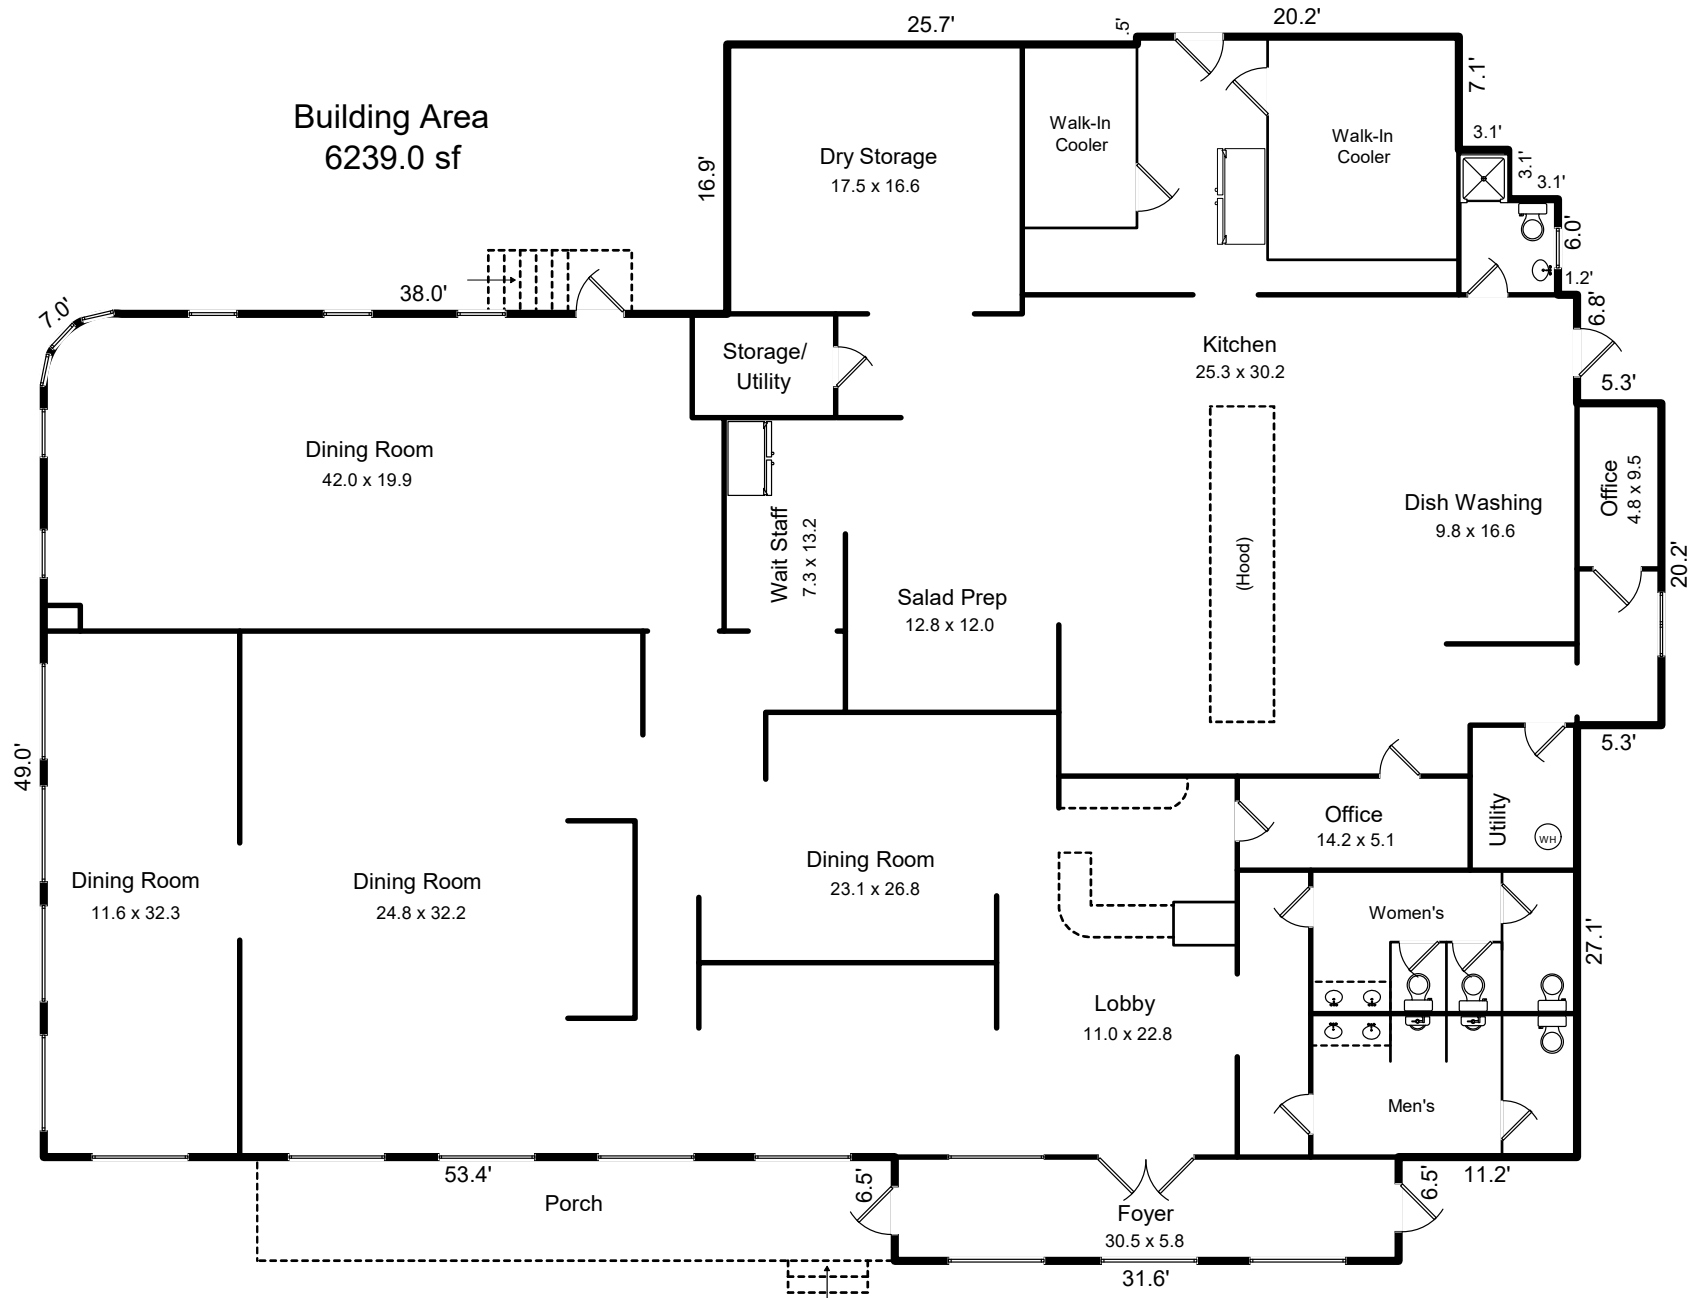 25.7'
.5'
20.2'
Building Area
6239.0 sf
7.1'
3.1'
3.1'
3.1'
6.0'
1.2'
6.8'
16.9'
Dry Storage
17.5 x 16.6
Walk-In
Cooler
Walk-In
Cooler
7.0'
38.0'
Storage/
Utility
Kitchen
25.3 x 30.2
5.3'
Dining Room
42.0 x 19.9
Office
4.8 x 9.5
Dish Washing
9.8 x 16.6
20.2'
Wait Staff
7.3 x 13.2
(Hood)
Salad Prep
12.8 x 12.0
49.0'
5.3'
Office
14.2 x 5.1
Utility
WH
Dining Room
11.6 x 32.3
Dining Room
24.8 x 32.2
Dining Room
23.1 x 26.8
Women's
27.1'
Lobby
11.0 x 22.8
Men's
53.4'
Porch
6.5'
Foyer
30.5 x 5.8
6.5'
11.2'
31.6'